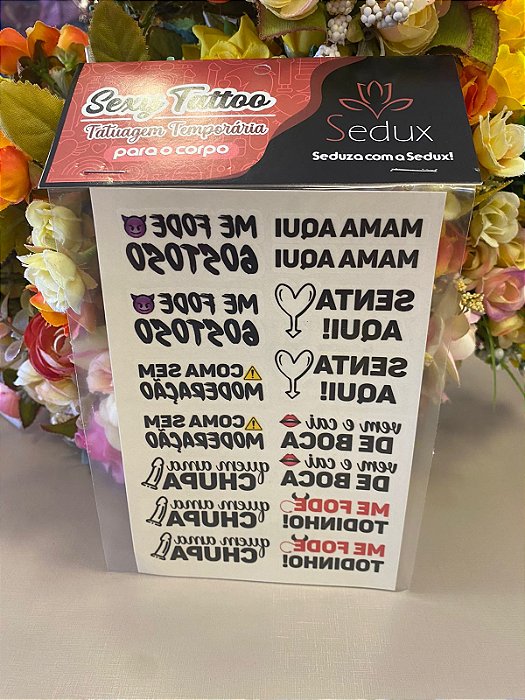 Sexy Tattoo
Tatuagem Temporária
para o corpo
Sedux
Seduza com a Sedux!
ME FODE
GOSTOSO
ME FODE
GOSTOSO
COMA SEM
MODERAÇÃO
COMA SEM
MODERAÇÃO
quem ama
CHUPA
quem ama
CHUPA
quem ama
CHUPA
MAMA AQUI
MAMA AQUI
SENTA
AQUI!!
SENTA
AQUI!!
vem e cai
DE BOCA
vem e cai
DE BOCA
ME FODE
TODINHO!
ME FODE
TODINHO!